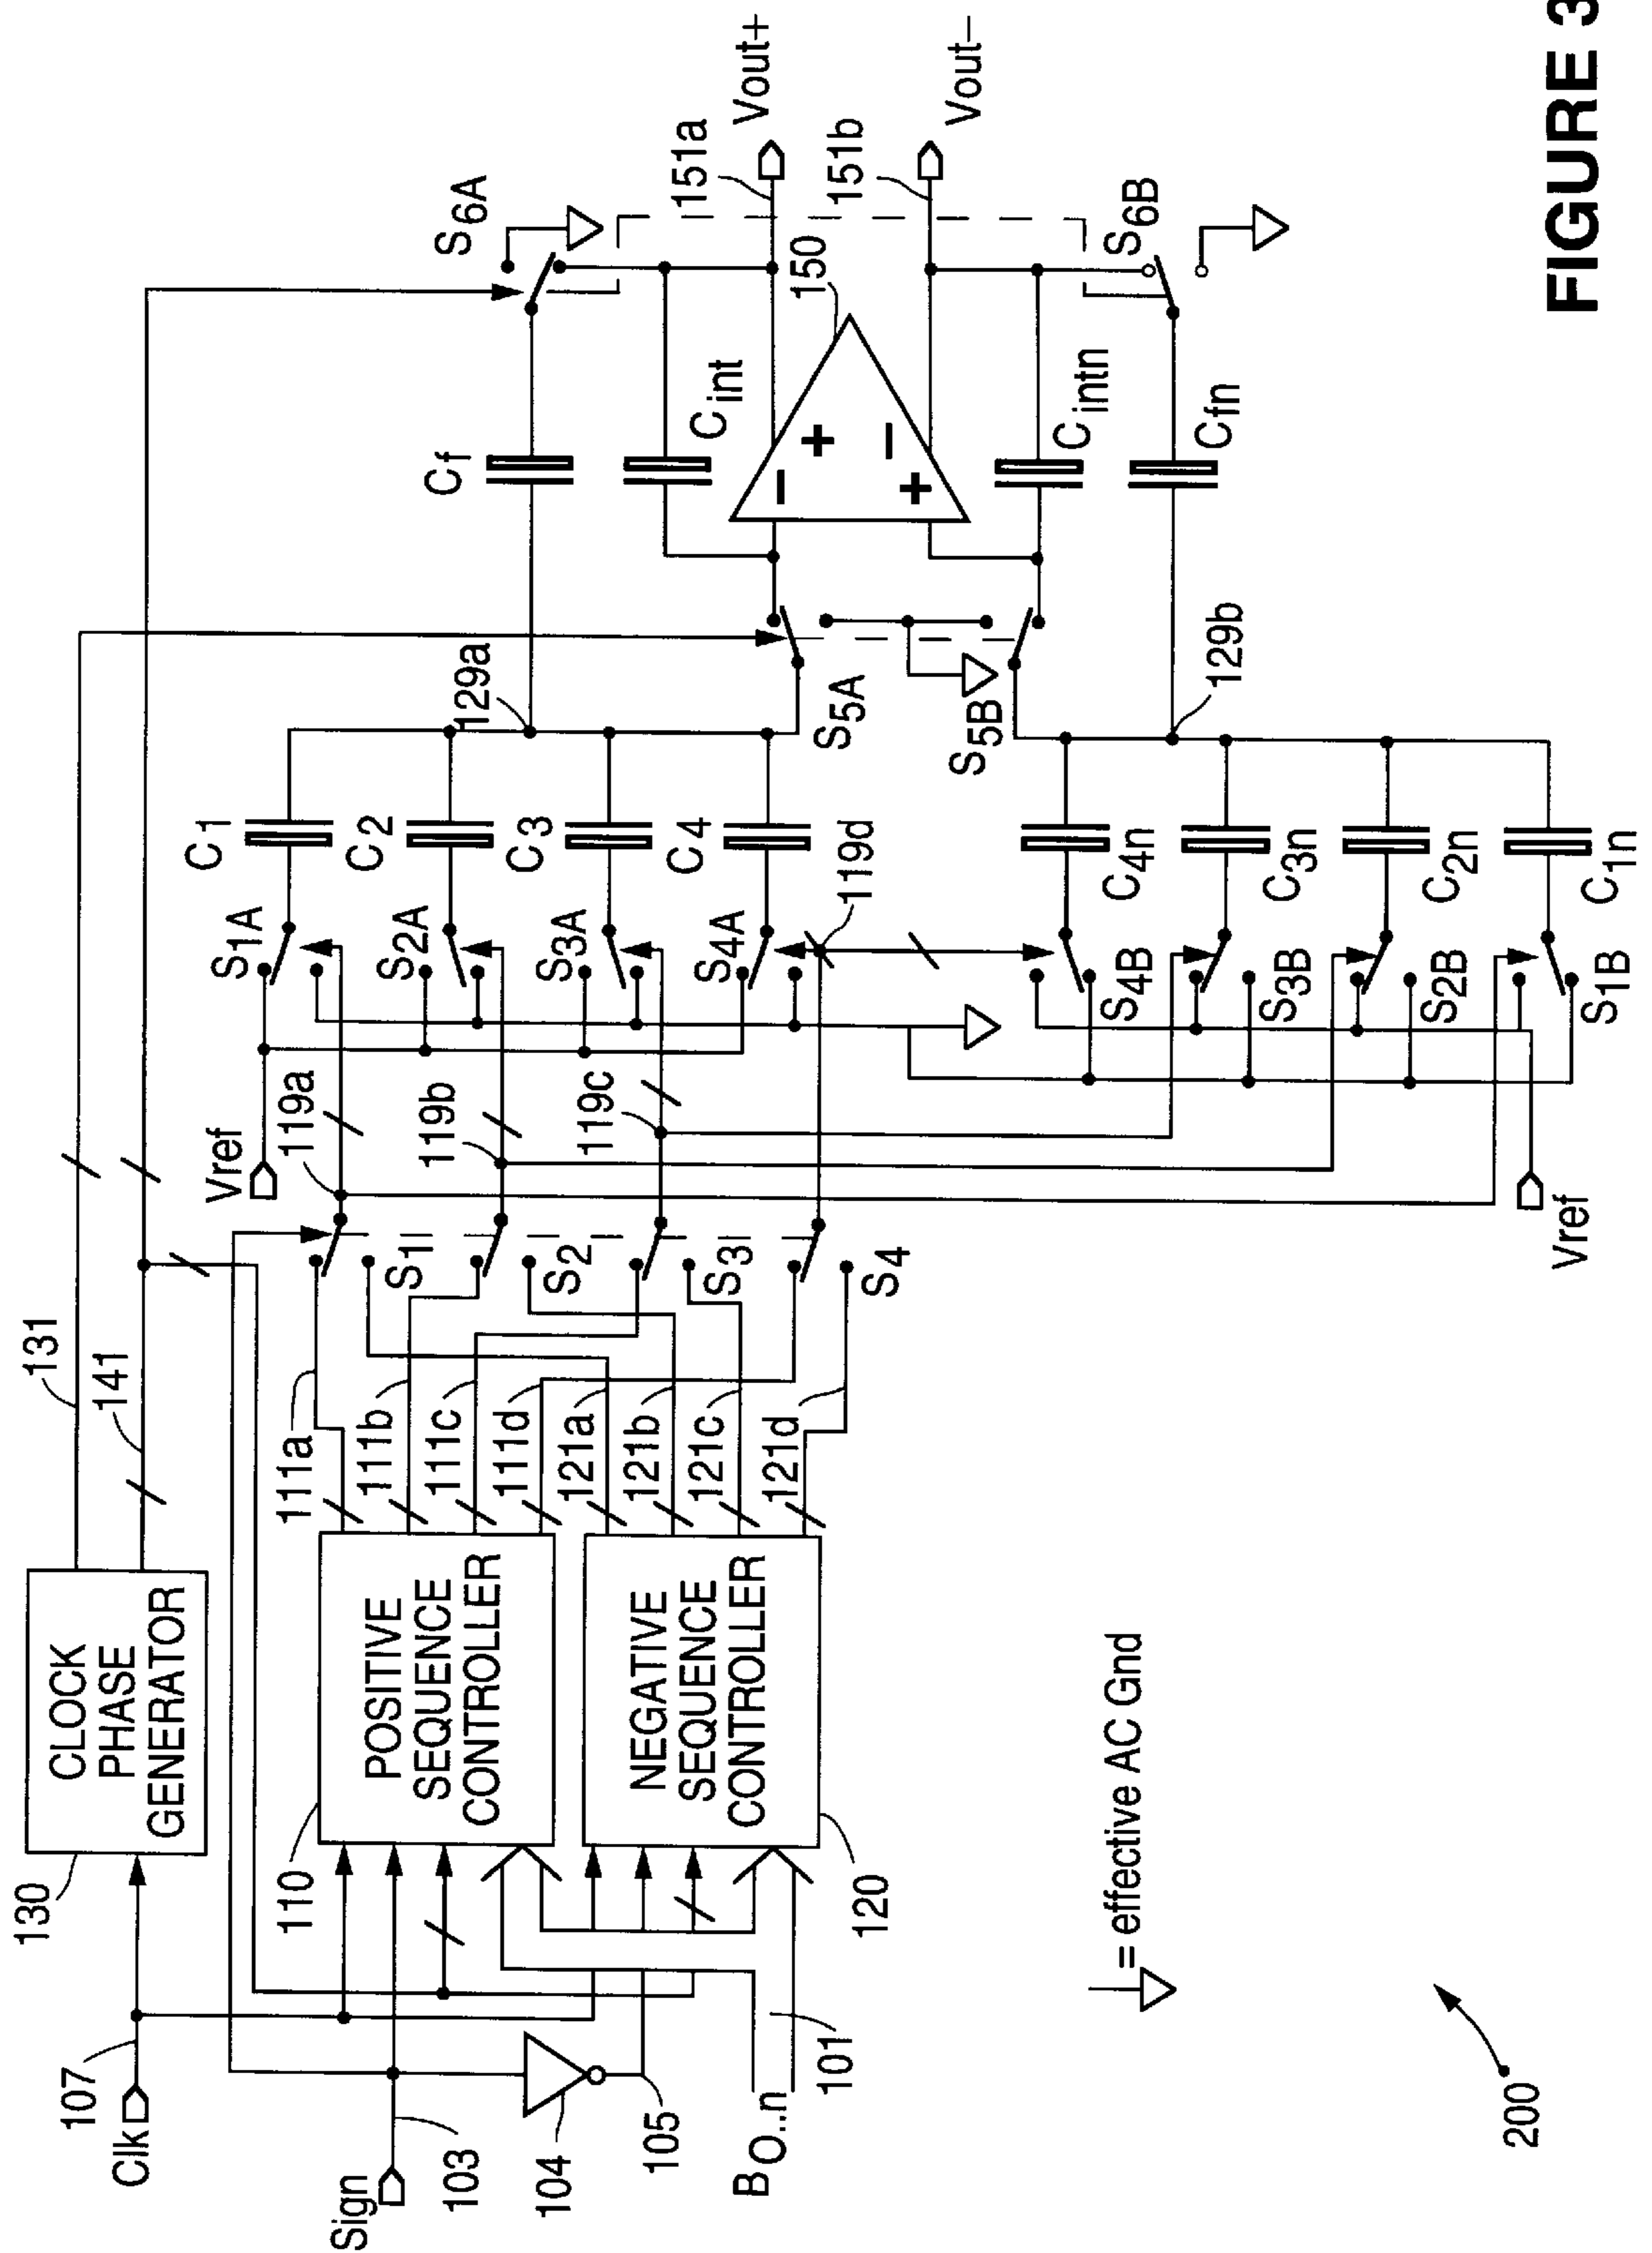 FIGURE 3
130
CLOCK
PHASE
GENERATOR
131
141
107
Clk
Sign
103
104
105
B0..n
101
110
POSITIVE
SEQUENCE
CONTROLLER
NEGATIVE
SEQUENCE
CONTROLLER
120
111a
111b
111c
111d
121a
121b
121c
121d
S1
S2
S3
S4
Vref
119a
119b
119c
119d
S1A
S2A
S3A
S4A
C1
C2
C3
C4
129a
S4B
S3B
S2B
S1B
C4n
C3n
C2n
C1n
Vref
129b
S5A
S5B
Cf
Cint
Cintn
Cfn
−
+
+
−
150
S6A
S6B
151a
151b
Vout+
Vout−
= effective AC Gnd
200